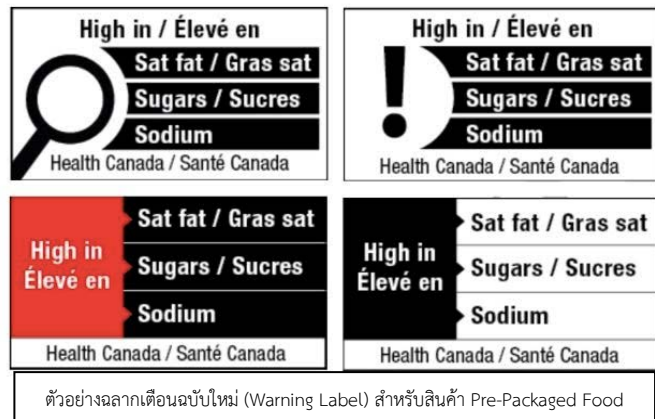 High in / Élevé en
Sat fat / Gras sat
Sugars / Sucres
Sodium
Health Canada / Santé Canada
High in / Élevé en
Sat fat / Gras sat
Sugars / Sucres
Sodium
Health Canada / Santé Canada
High in
Élevé en
Sat fat / Gras sat
Sugars / Sucres
Sodium
Health Canada / Santé Canada
High in
Élevé en
Sat fat / Gras sat
Sugars / Sucres
Sodium
Health Canada / Santé Canada
ตัวอย่างฉลากเตือนฉบับใหม่ (Warning Label) สำหรับสินค้า Pre-Packaged Food